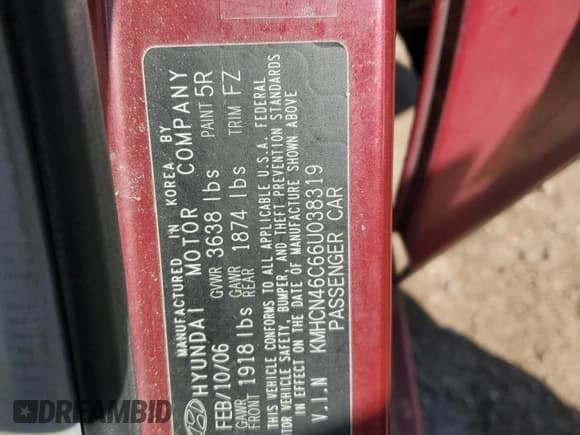 MANUFACTURED IN KOREA BY
HYUNDAI MOTOR COMPANY
FEB/10/06 GVWR 3638 lbs PAINT 5R
GAWR FRONT 1918 lbs GAWR REAR 1874 lbs TRIM FZ
THIS VEHICLE CONFORMS TO ALL APPLICABLE U.S.A. FEDERAL
MOTOR VEHICLE SAFETY, BUMPER, AND THEFT PREVENTION STANDARDS
IN EFFECT ON THE DATE OF MANUFACTURE SHOWN ABOVE
V.I.N KMHCN46C66U038319
PASSENGER CAR
DREAMBID